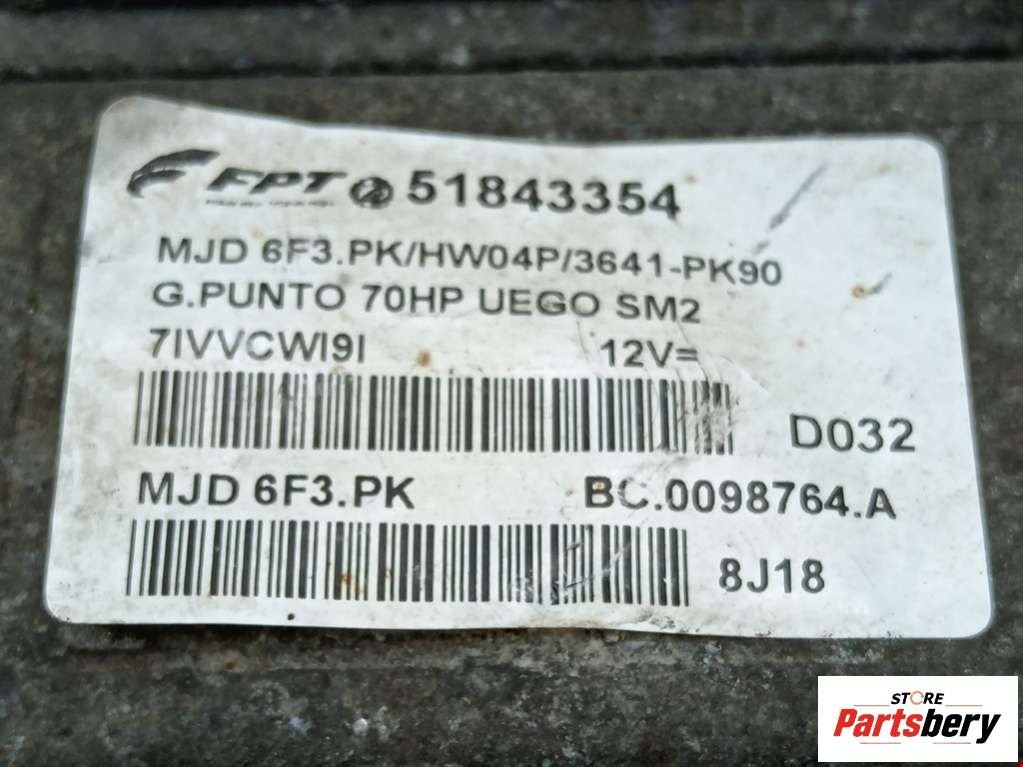 FPT 51843354
MJD 6F3.PK/HW04P/3641-PK90
G.PUNTO 70HP UEGO SM2
7IVVCWI9I 12V=
D032
MJD 6F3.PK BC.0098764.A
8J18
STORE
Partsbery